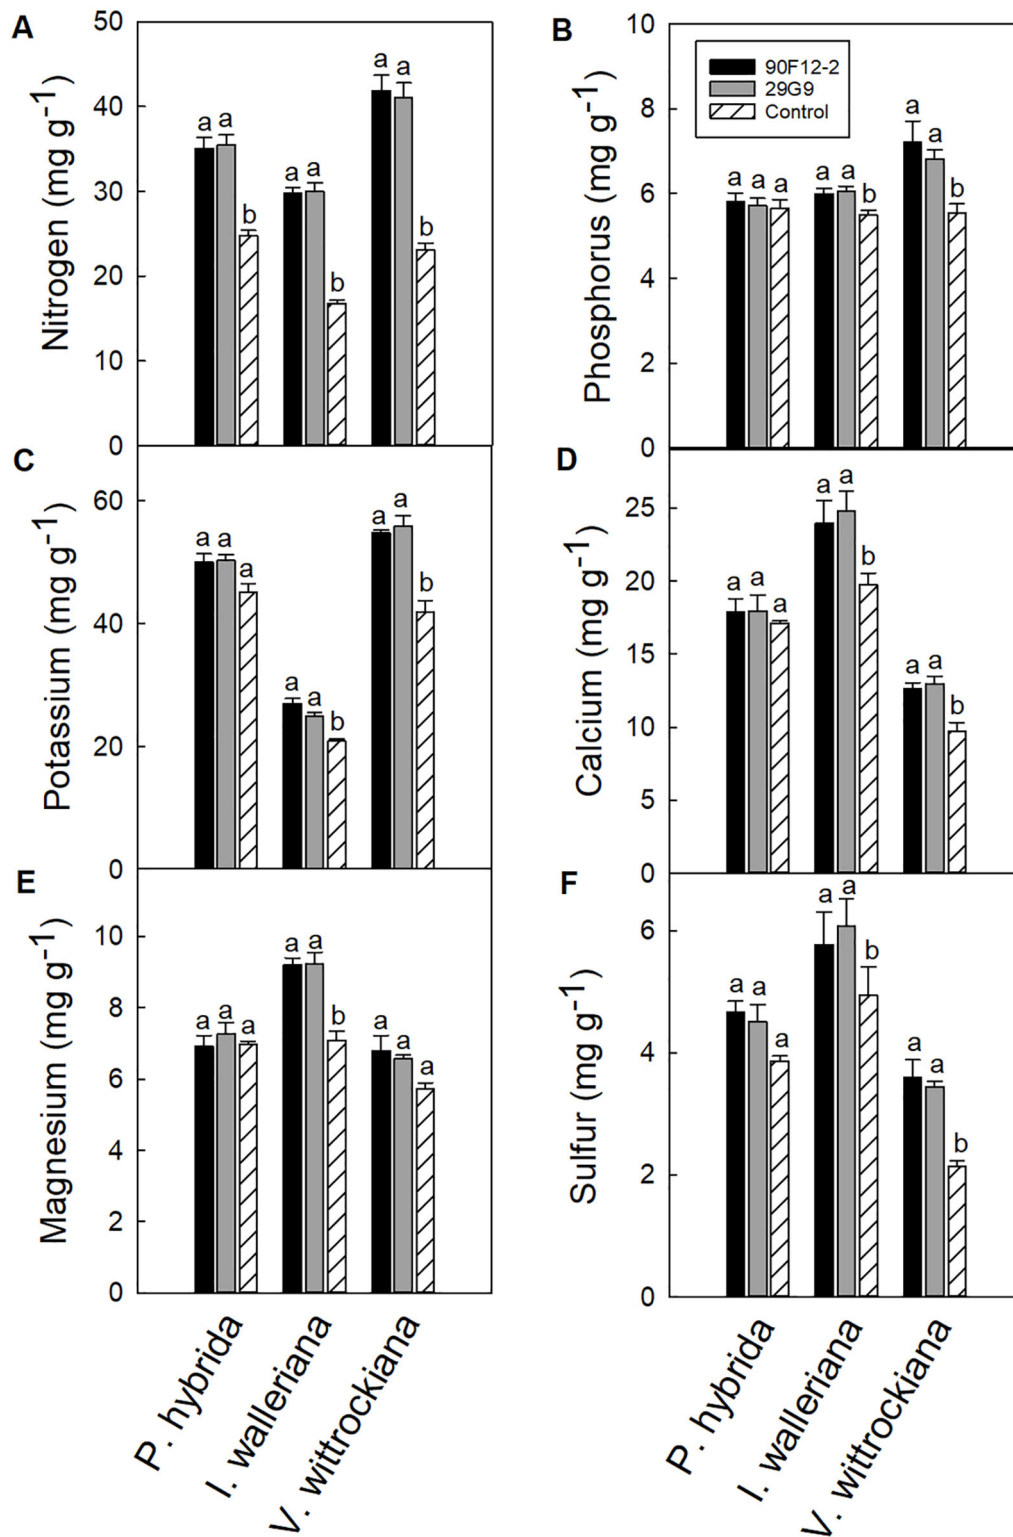 A
50
40
30
20
10
0
Nitrogen (mg g-1)
a a b
a a b
a a b
B
10
8
6
4
2
0
Phosphorus (mg g-1)
90F12-2
29G9
Control
a a a
a a b
a a b
C
60
40
20
0
Potassium (mg g-1)
a a a
a a b
a a b
D
25
20
15
10
5
0
Calcium (mg g-1)
a a a
a a b
a a b
E
10
8
6
4
2
0
Magnesium (mg g-1)
a a a
a a b
a a a
F
6
4
2
0
Sulfur (mg g-1)
a a a
a a b
a a b
P. hybrida
I. walleriana
V. wittrockiana
P. hybrida
I. walleriana
V. wittrockiana